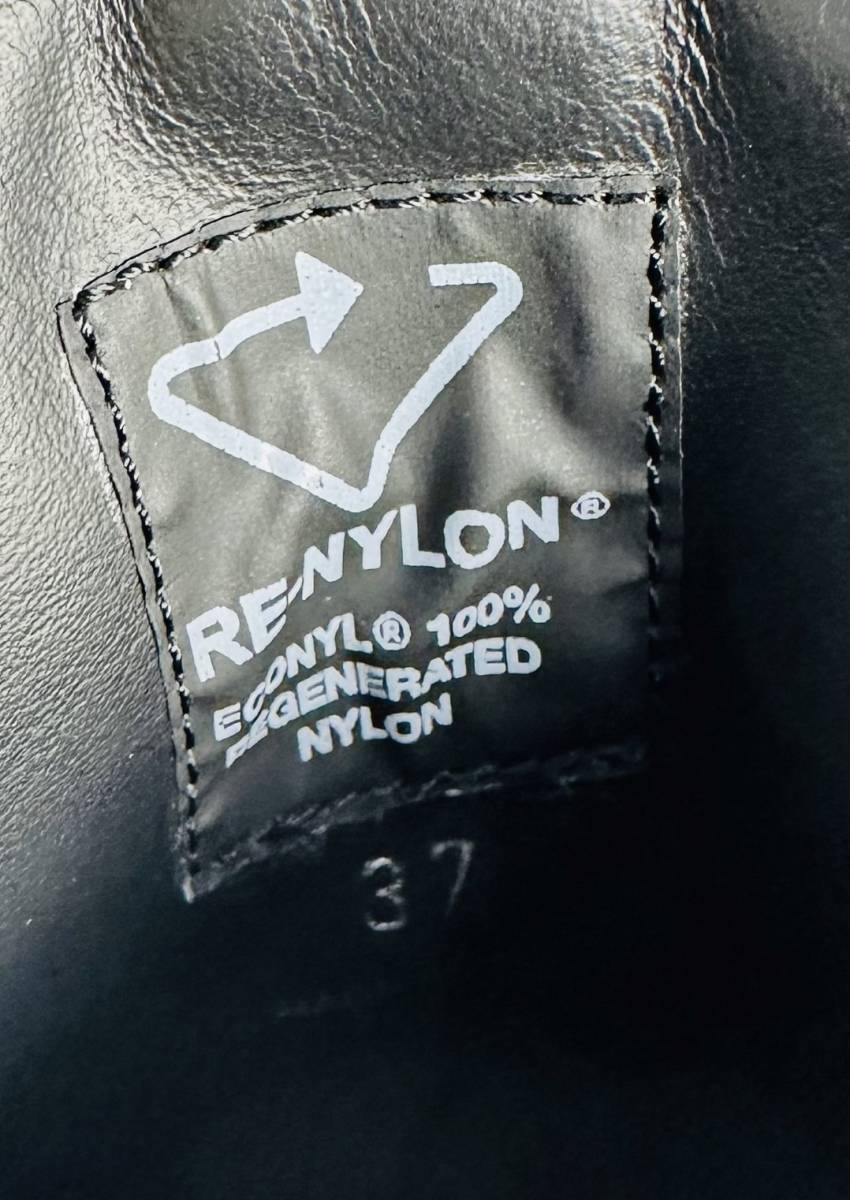 RE-NYLON®
ECONYL® 100%
REGENERATED
NYLON
37